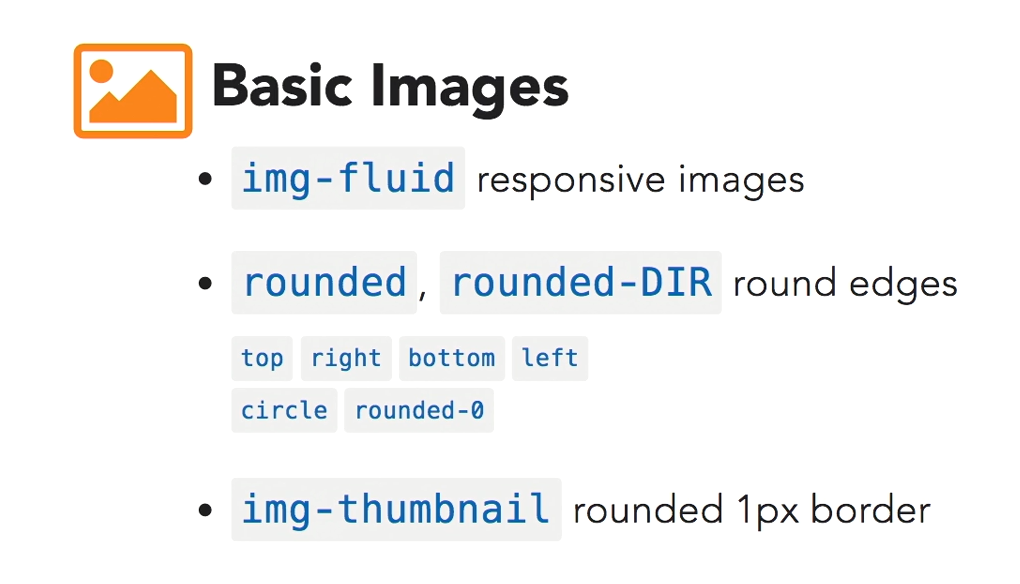 Basic Images
• img-fluid responsive images
• rounded, rounded-DIR round edges
top right bottom left
circle rounded-0
• img-thumbnail rounded 1px border